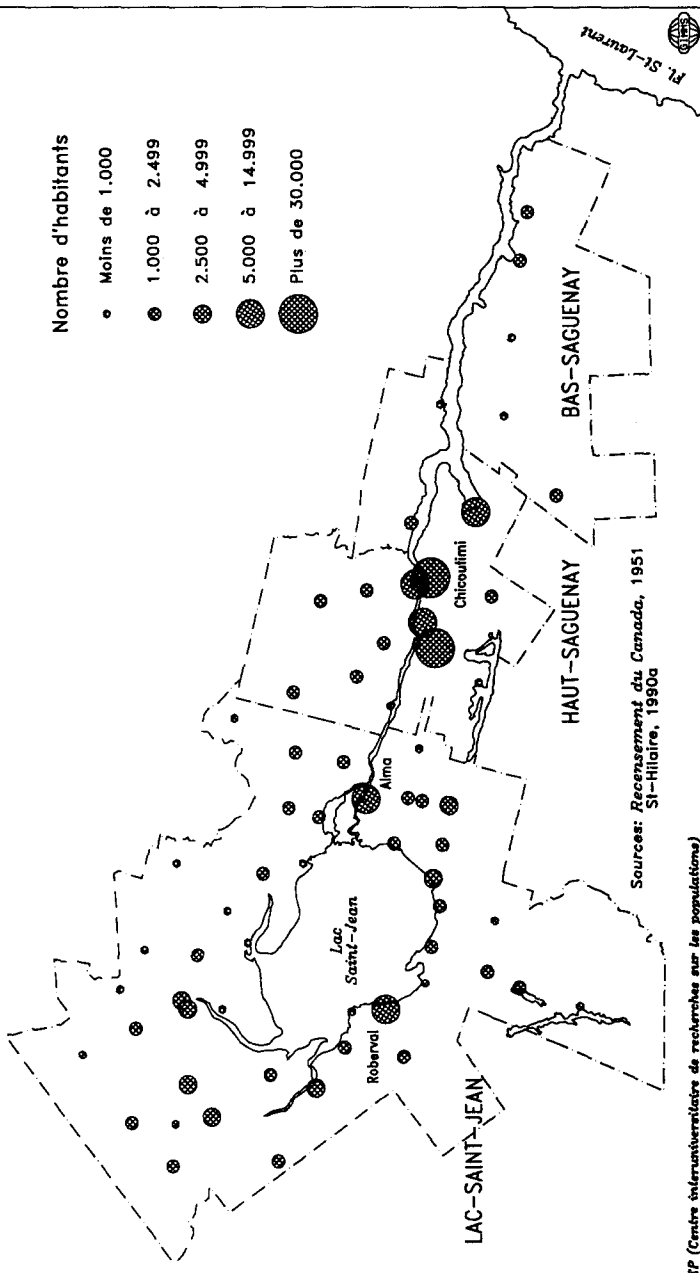 Nombre d'habitants
Moins de 1.000
1.000 à 2.499
2.500 à 4.999
5.000 à 14.999
Plus de 30.000
Fl. St-Laurent
BAS-SAGUENAY
Chicoutimi
HAUT-SAGUENAY
Alma
Lac
Saint-Jean
Roberval
LAC-SAINT-JEAN
Sources: Recensement du Canada, 1951
St-Hilaire, 1990a
(Centre interuniversitaire de recherches sur les populations)